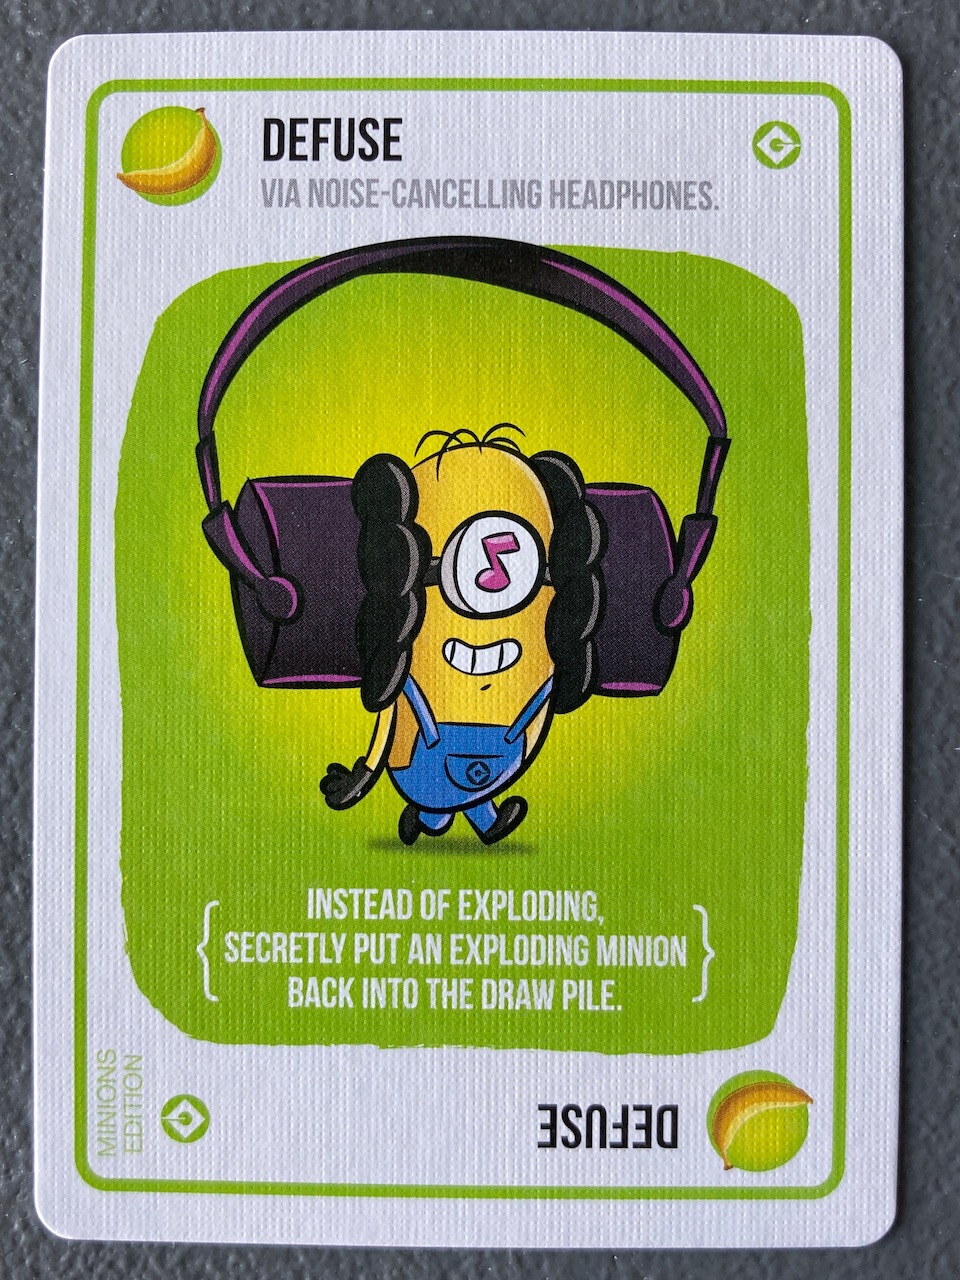 DEFUSE
VIA NOISE-CANCELLING HEADPHONES.
INSTEAD OF EXPLODING,
SECRETLY PUT AN EXPLODING MINION
BACK INTO THE DRAW PILE.
MINIONS
EDITION
DEFUSE